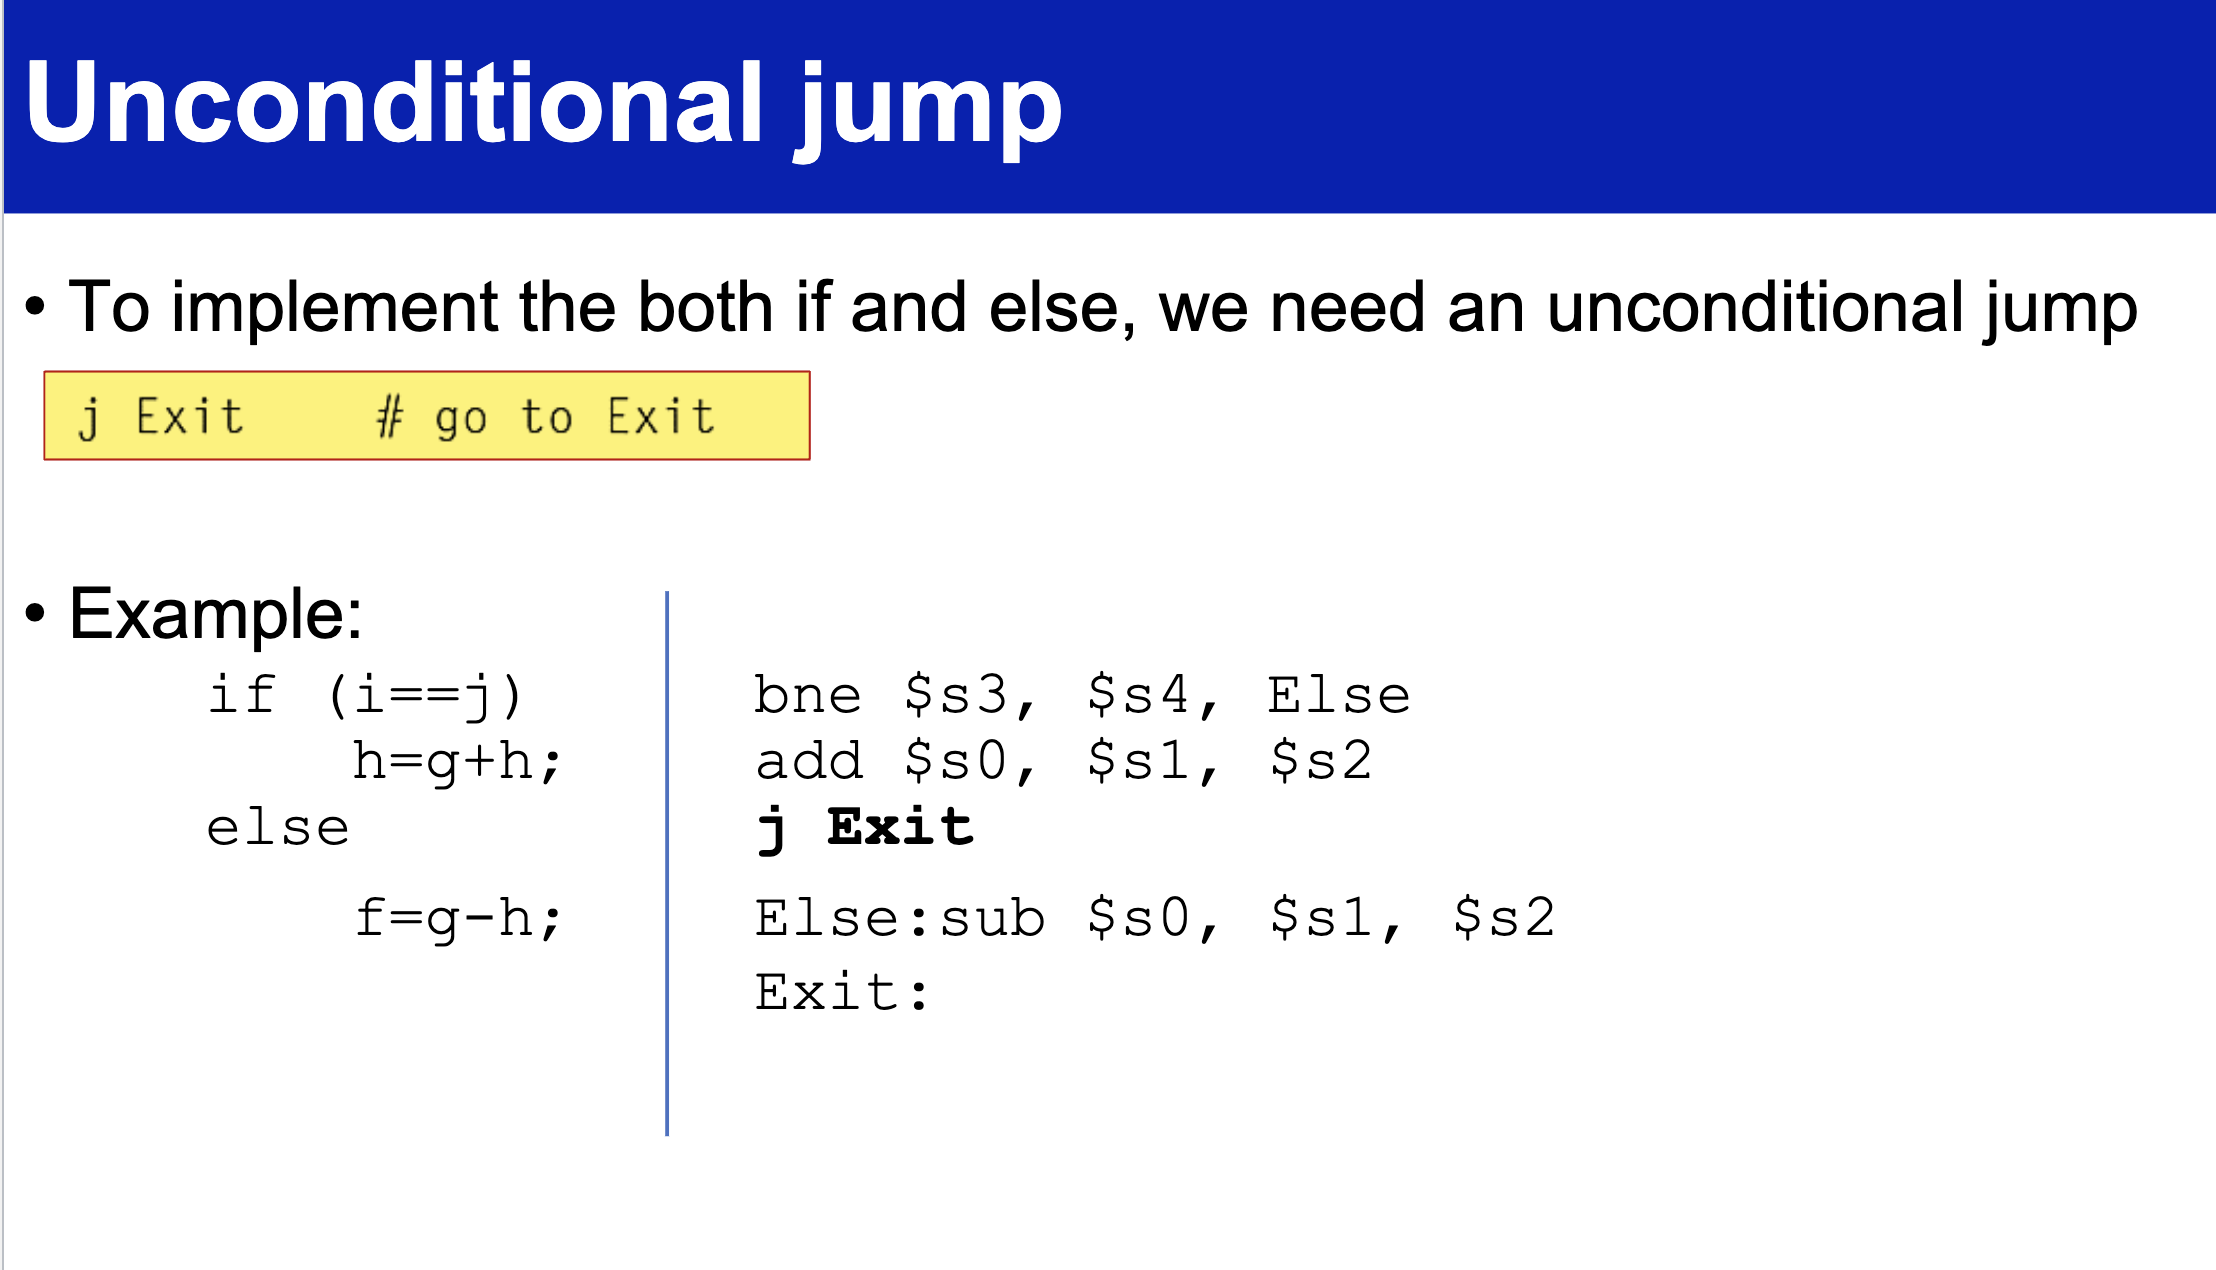 Unconditional jump
• To implement the both if and else, we need an unconditional jump
j Exit # go to Exit
• Example:
if (i==j)
h=g+h;
else
f=g-h;
bne $s3, $s4, Else
add $s0, $s1, $s2
j Exit
Else:sub $s0, $s1, $s2
Exit: